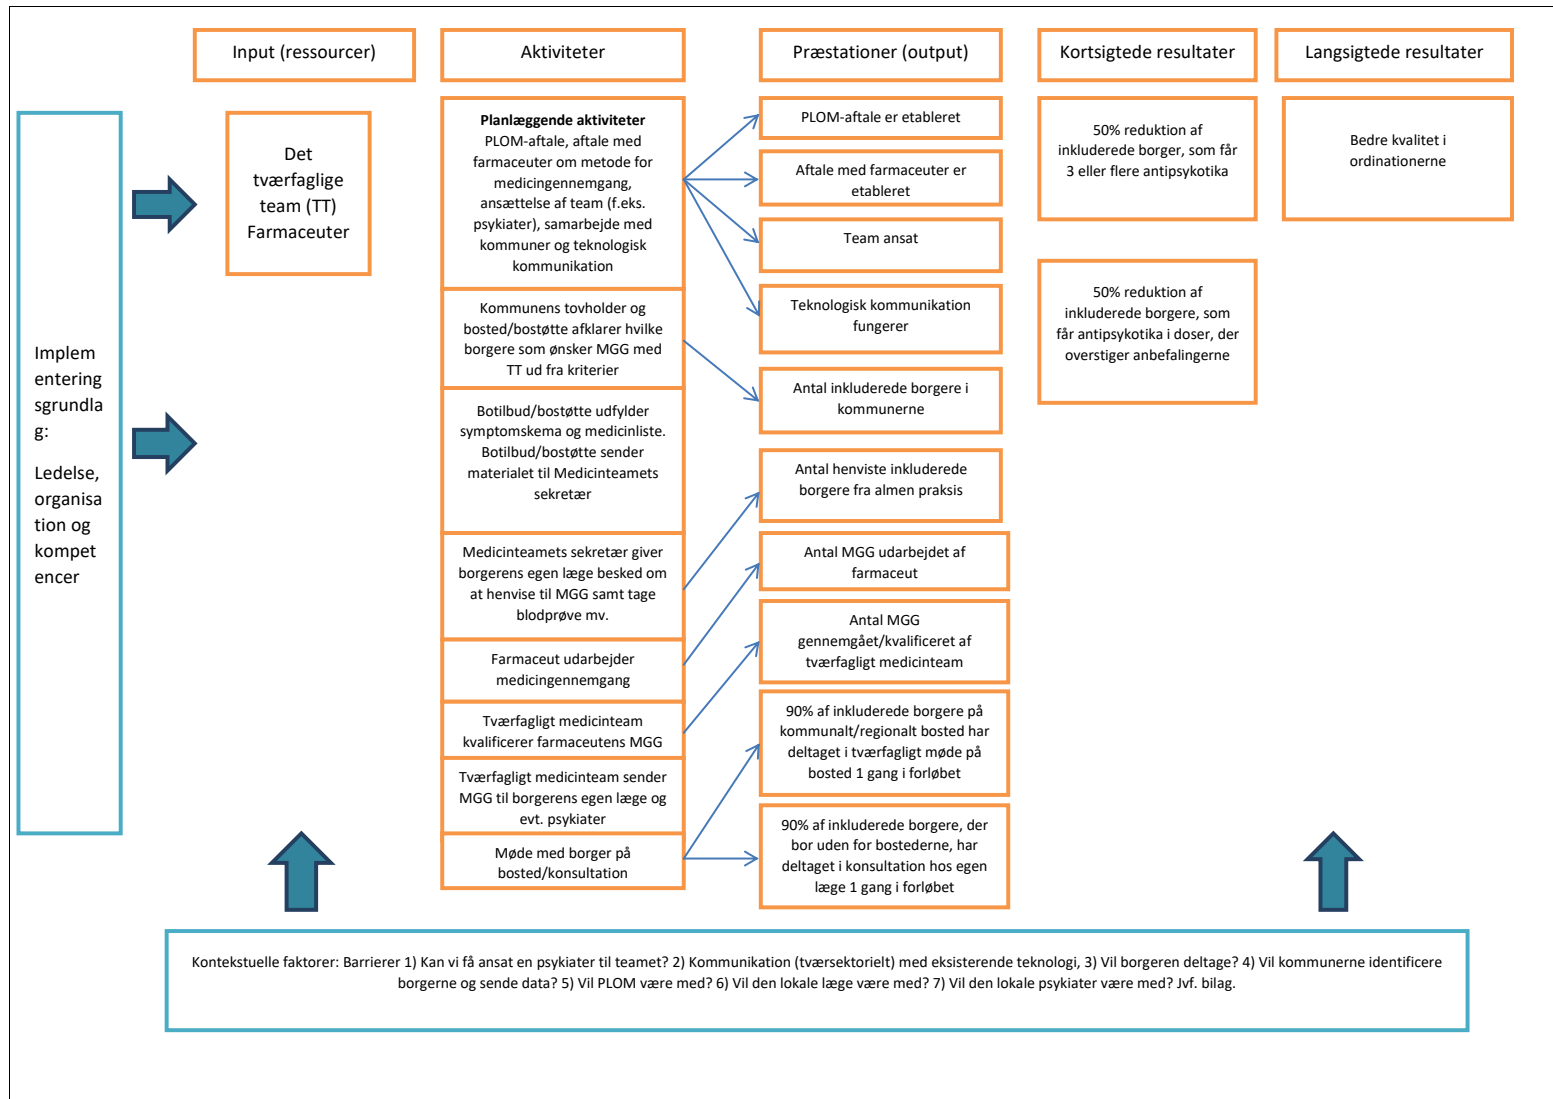 Input (ressourcer)
Aktiviteter
Præstationer (output)
Kortsigtede resultater
Langsigtede resultater
Implem
entering
sgrundla
g:
Ledelse,
organisa
tion og
kompet
encer
Det
tværfaglige
team (TT)
Farmaceuter
Planlæggende aktiviteter
PLOM-aftale, aftale med
farmaceuter om metode for
medicingennemgang,
ansættelse af team (f.eks.
psykiater), samarbejde med
kommuner og teknologisk
kommunikation
Kommunens tovholder og
bosted/bostøtte afklarer hvilke
borgere som ønsker MGG med
TT ud fra kriterier
Botilbud/bostøtte udfylder
symptomskema og medicinliste.
Botilbud/bostøtte sender
materialet til Medicinteamets
sekretær
Medicinteamets sekretær giver
borgerens egen læge besked om
at henvise til MGG samt tage
blodprøve mv.
Farmaceut udarbejder
medicingennemgang
Tværfagligt medicinteam
kvalificerer farmaceutens MGG
Tværfagligt medicinteam sender
MGG til borgerens egen læge og
evt. psykiater
Møde med borger på
bosted/konsultation
PLOM-aftale er etableret
Aftale med farmaceuter er
etableret
Team ansat
Teknologisk kommunikation
fungerer
Antal inkluderede borgere i
kommunerne
Antal henviste inkluderede
borgere fra almen praksis
Antal MGG udarbejdet af
farmaceut
Antal MGG
gennemgået/kvalificeret af
tværfagligt medicinteam
90% af inkluderede borgere på
kommunalt/regionalt bosted har
deltaget i tværfagligt møde på
bosted 1 gang i forløbet
90% af inkluderede borgere, der
bor uden for bostederne, har
deltaget i konsultation hos egen
læge 1 gang i forløbet
50% reduktion af
inkluderede borger, som får
3 eller flere antipsykotika
50% reduktion af
inkluderede borgere, som
får antipsykotika i doser, der
overstiger anbefalingerne
Bedre kvalitet i
ordinationerne
Kontekstuelle faktorer: Barrierer 1) Kan vi få ansat en psykiater til teamet? 2) Kommunikation (tværsektorielt) med eksisterende teknologi, 3) Vil borgeren deltage? 4) Vil kommunerne identificere
borgerne og sende data? 5) Vil PLOM være med? 6) Vil den lokale læge være med? 7) Vil den lokale psykiater være med? Jvf. bilag.